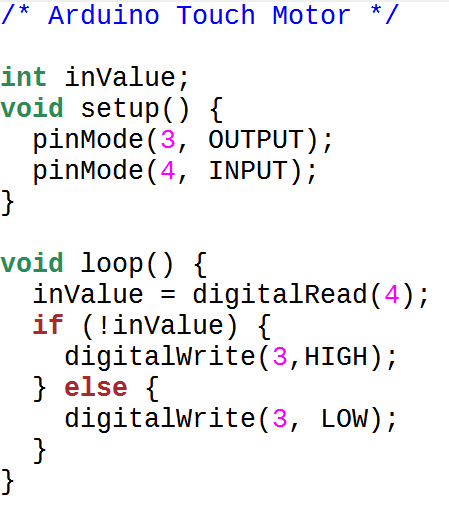 /* Arduino Touch Motor */

int inValue;
void setup() {
  pinMode(3, OUTPUT);
  pinMode(4, INPUT);
}

void loop() {
  inValue = digitalRead(4);
  if (!inValue) {
    digitalWrite(3,HIGH);
  } else {
    digitalWrite(3, LOW);
  }
}